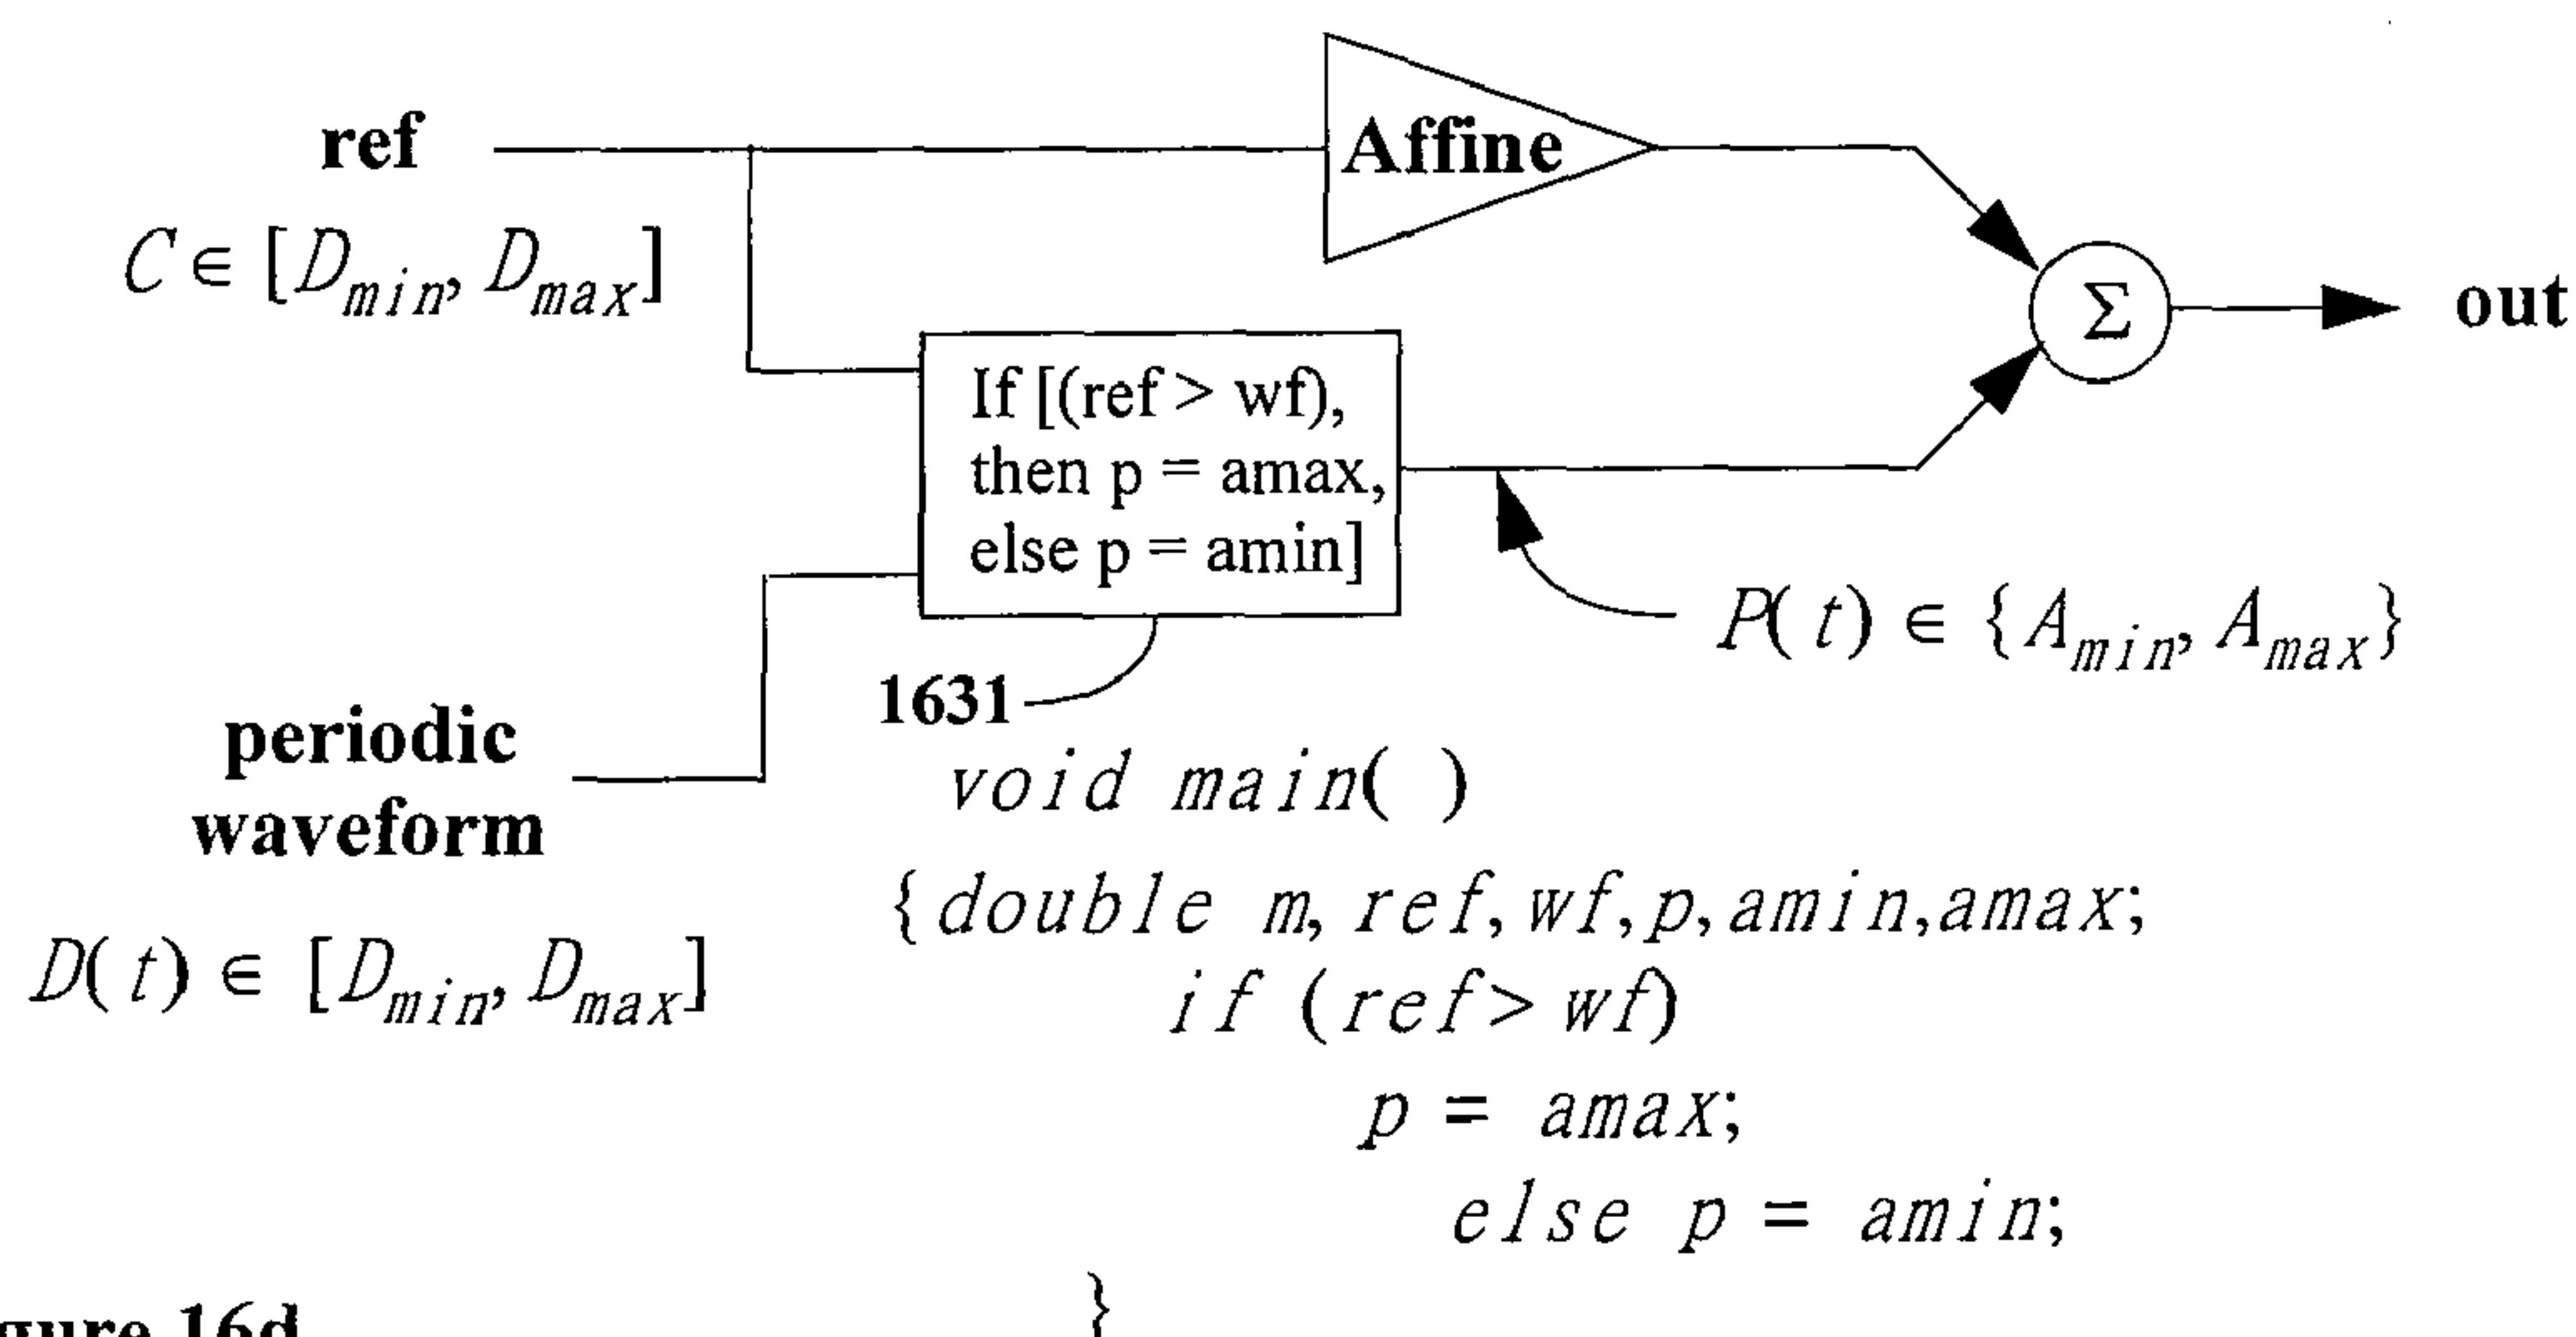 ref
Affine
C ∈ [D_min, D_max]
Σ
out
If [(ref > wf),
then p = amax,
else p = amin]
P(t) ∈ {A_min, A_max}
1631
periodic
waveform
D(t) ∈ [D_min, D_max]
void main( )
{double m, ref, wf, p, amin, amax;
if (ref> wf)
p = amax;
else p = amin;
}
gure 16d